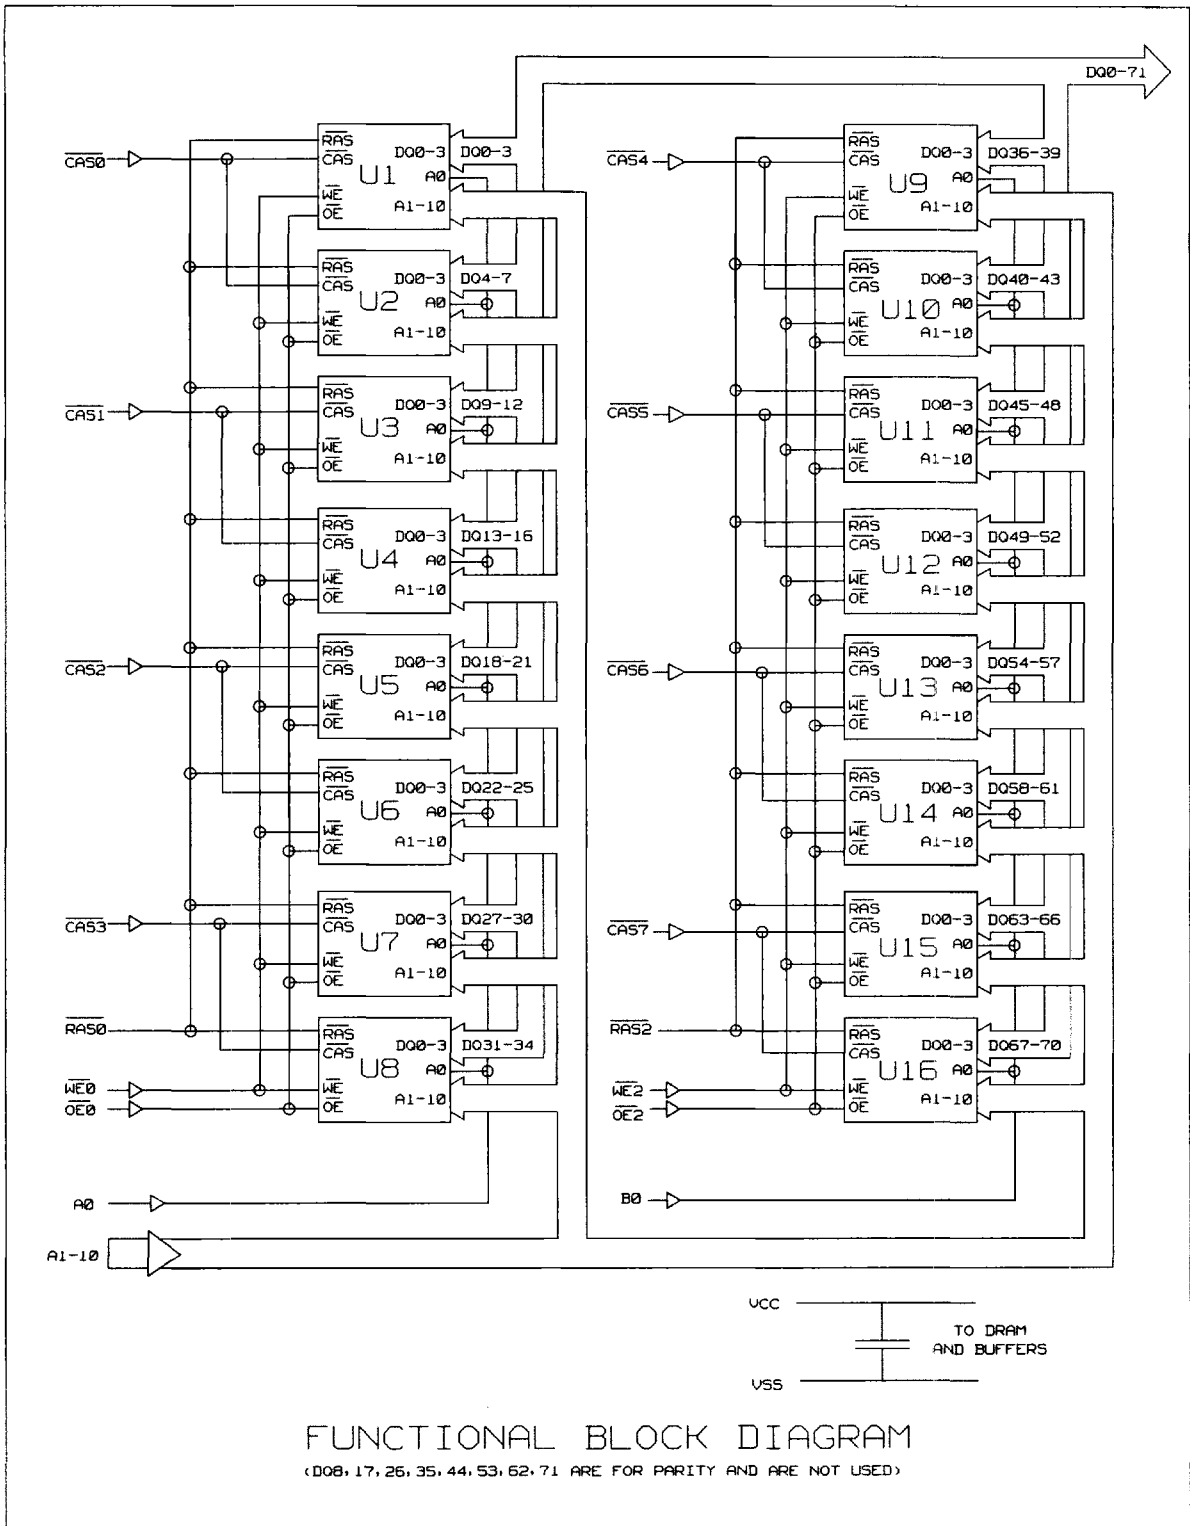 DQ0-71
CAS0
RAS
CAS
WE
OE
U1
DQ0-3
A0
A1-10
DQ0-3
RAS
CAS
WE
OE
U2
DQ0-3
A0
A1-10
DQ4-7
CAS1
RAS
CAS
WE
OE
U3
DQ0-3
A0
A1-10
DQ9-12
RAS
CAS
WE
OE
U4
DQ0-3
A0
A1-10
DQ13-16
CAS2
RAS
CAS
WE
OE
U5
DQ0-3
A0
A1-10
DQ18-21
RAS
CAS
WE
OE
U6
DQ0-3
A0
A1-10
DQ22-25
CAS3
RAS
CAS
WE
OE
U7
DQ0-3
A0
A1-10
DQ27-30
RAS0
WE0
OE0
RAS
CAS
WE
OE
U8
DQ0-3
A0
A1-10
DQ31-34
A0
A1-10
CAS4
RAS
CAS
WE
OE
U9
DQ0-3
A0
A1-10
DQ36-39
RAS
CAS
WE
OE
U10
DQ0-3
A0
A1-10
DQ40-43
CAS5
RAS
CAS
WE
OE
U11
DQ0-3
A0
A1-10
DQ45-48
RAS
CAS
WE
OE
U12
DQ0-3
A0
A1-10
DQ49-52
CAS6
RAS
CAS
WE
OE
U13
DQ0-3
A0
A1-10
DQ54-57
RAS
CAS
WE
OE
U14
DQ0-3
A0
A1-10
DQ58-61
CAS7
RAS
CAS
WE
OE
U15
DQ0-3
A0
A1-10
DQ63-66
RAS2
WE2
OE2
RAS
CAS
WE
OE
U16
DQ0-3
A0
A1-10
DQ67-70
B0
VCC
TO DRAM
AND BUFFERS
VSS
FUNCTIONAL BLOCK DIAGRAM
(DQ8,17,26,35,44,53,62,71 ARE FOR PARITY AND ARE NOT USED)